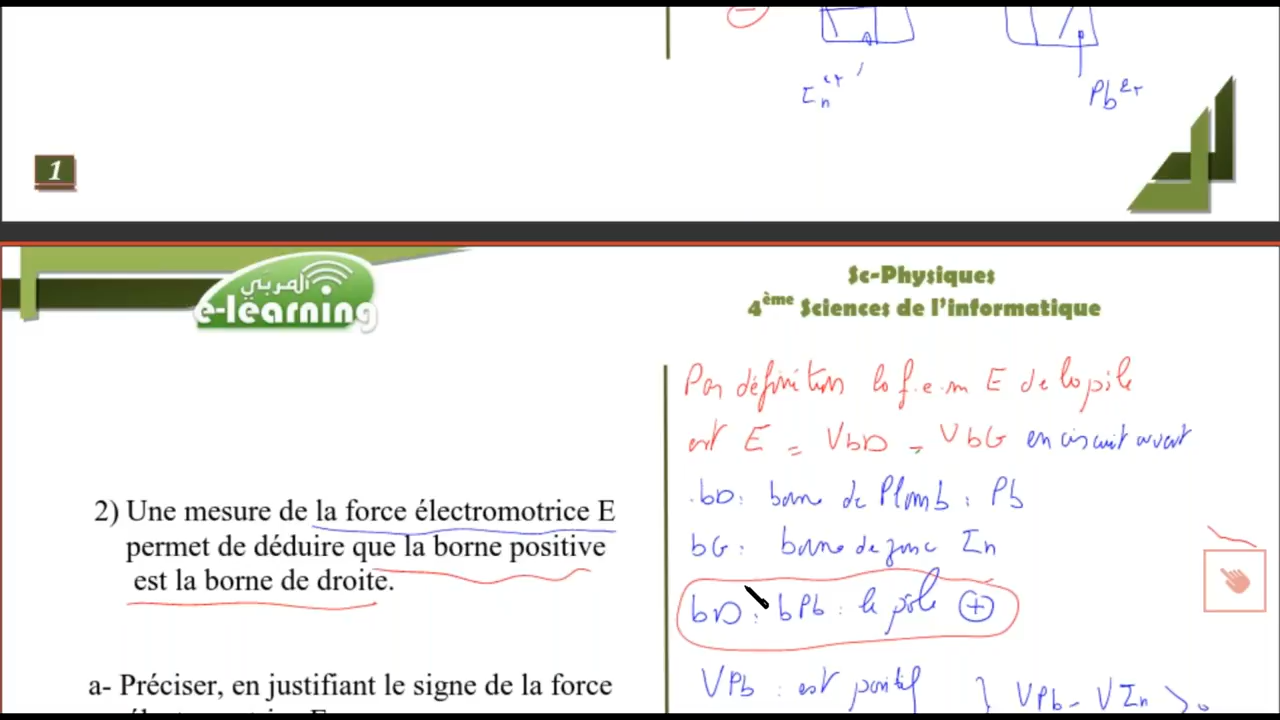 Zn²⁺
Pb²⁺
1
العربي
e-learning
Sc-Physiques
4ème Sciences de l'informatique
Par définition la f.e.m E de la pile
est E = VbD - VbG en circuit ouvert
2) Une mesure de la force électromotrice E
permet de déduire que la borne positive
est la borne de droite.
bD: borne de Plomb: Pb
bG: borne de zinc Zn
bD: bPb: le pôle +
a- Préciser, en justifiant le signe de la force
VPb: est positif } VPb - VZn > 0